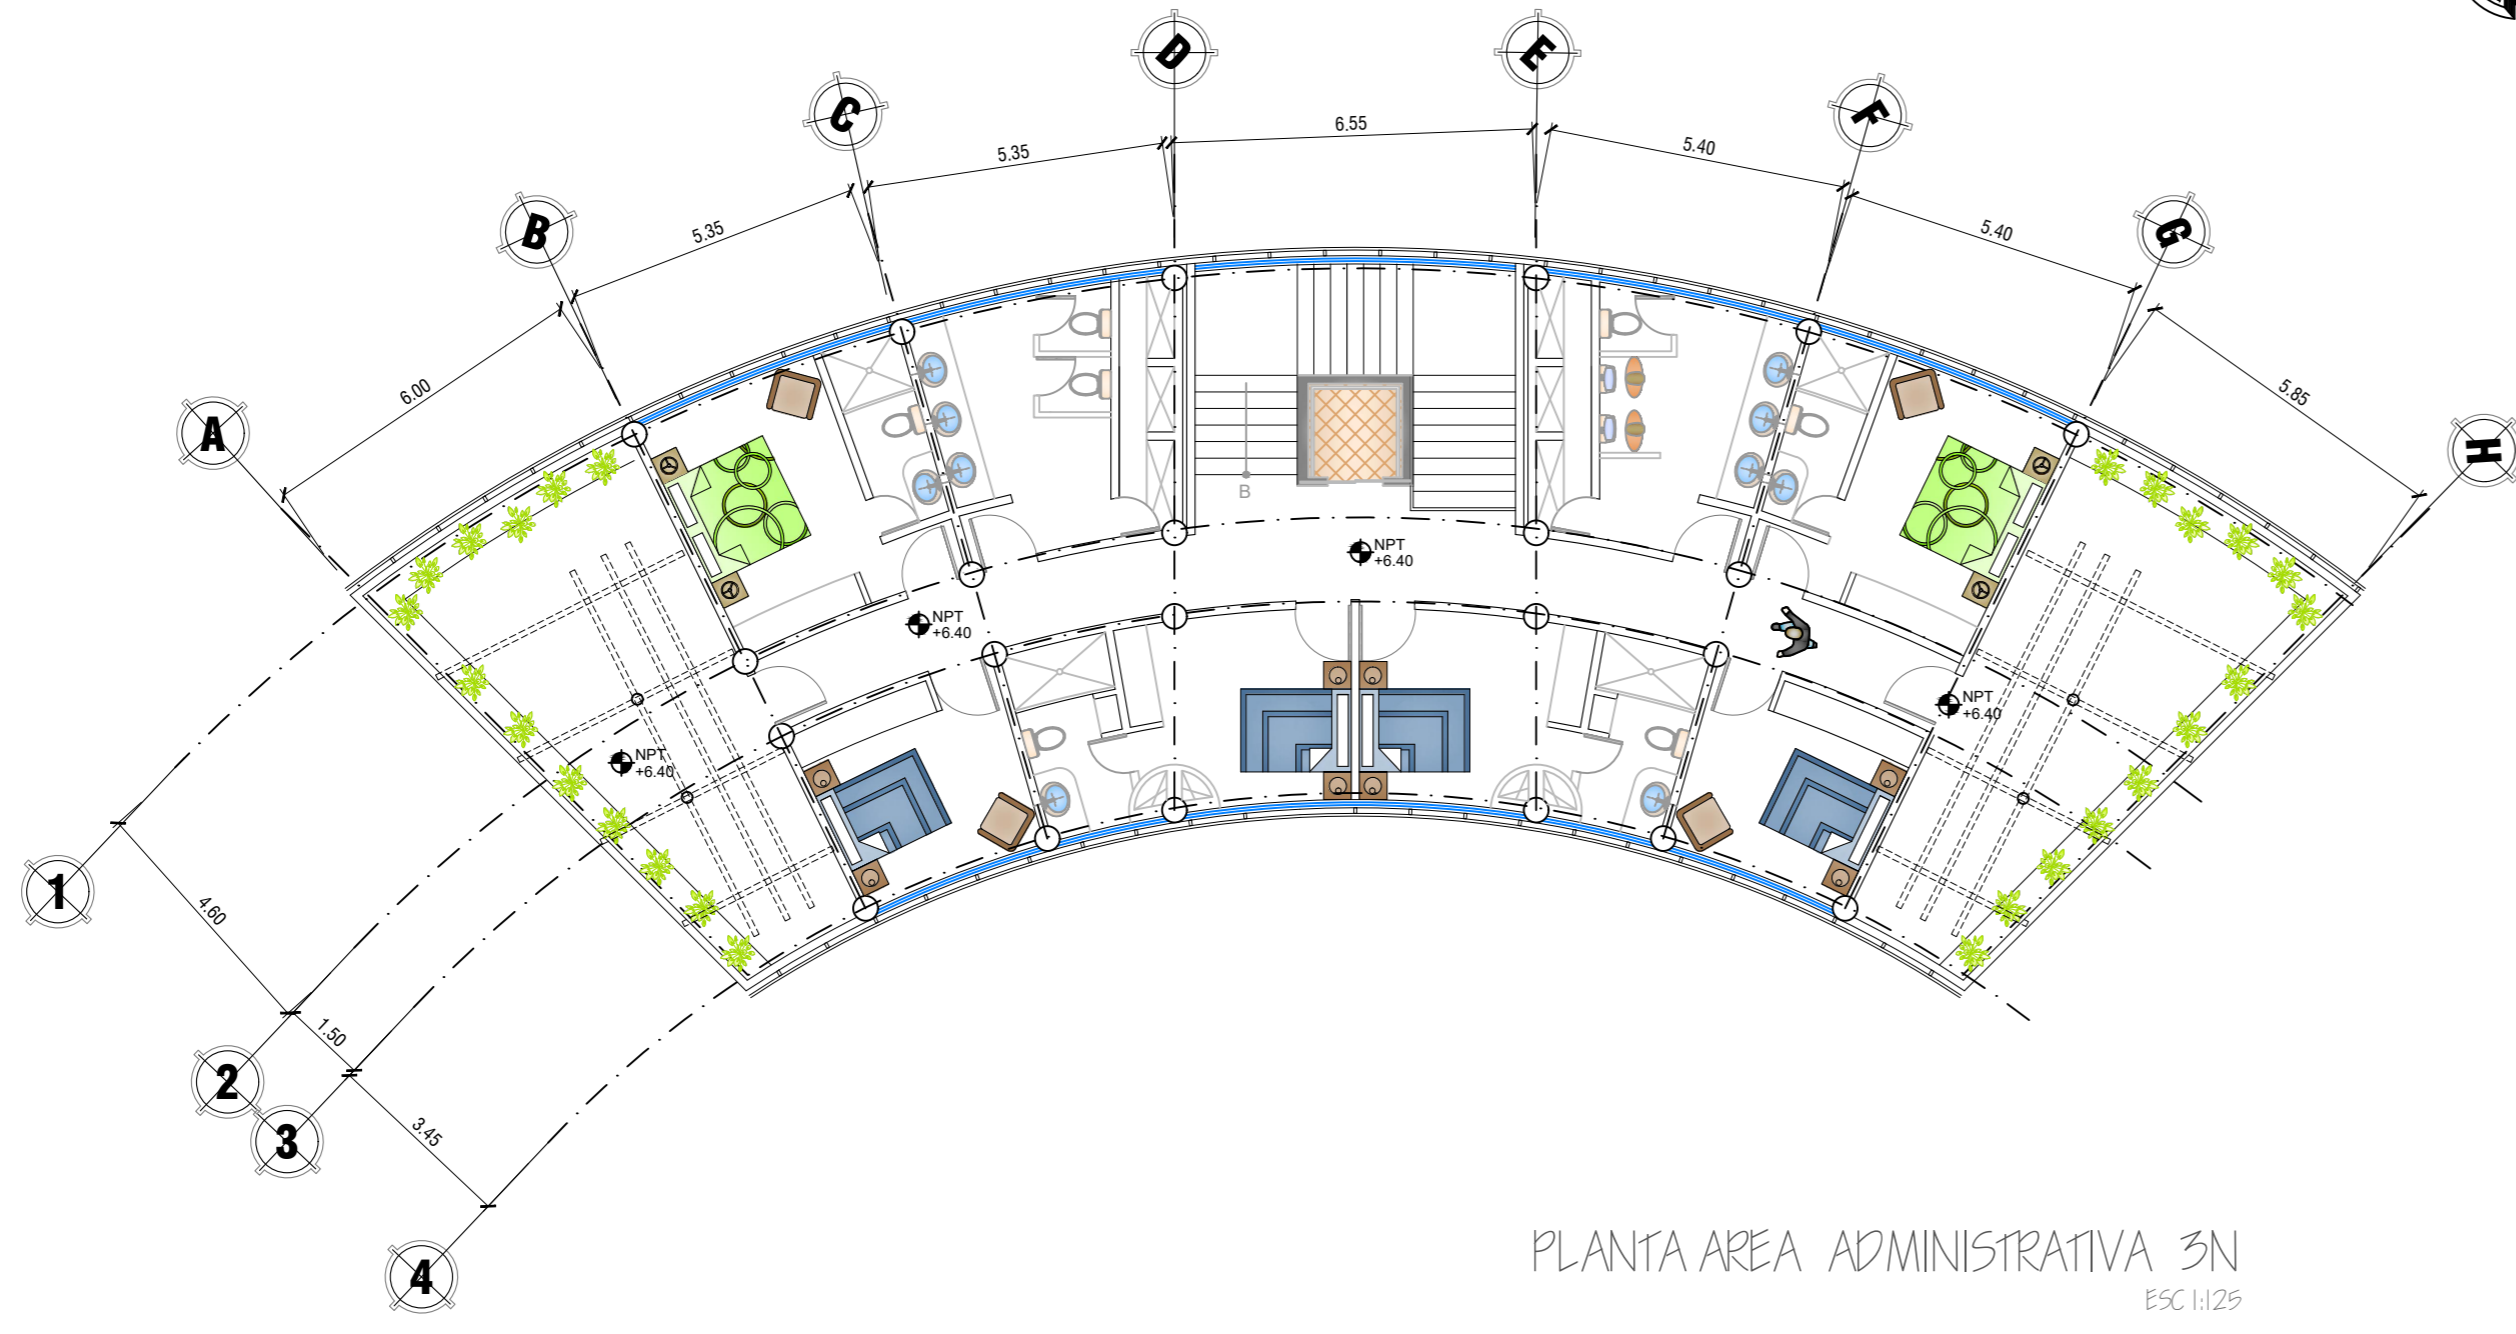 D
E
C
F
6.55
5.35
5.40
B
G
5.35
5.40
6.00
5.85
A
H
B
NPT
+6.40
NPT
+6.40
NPT
+6.40
NPT
+6.40
1
4.60
1.50
2
3
3.45
4
PLANTA AREA ADMINISTRATIVA 3N
ESC 1:125